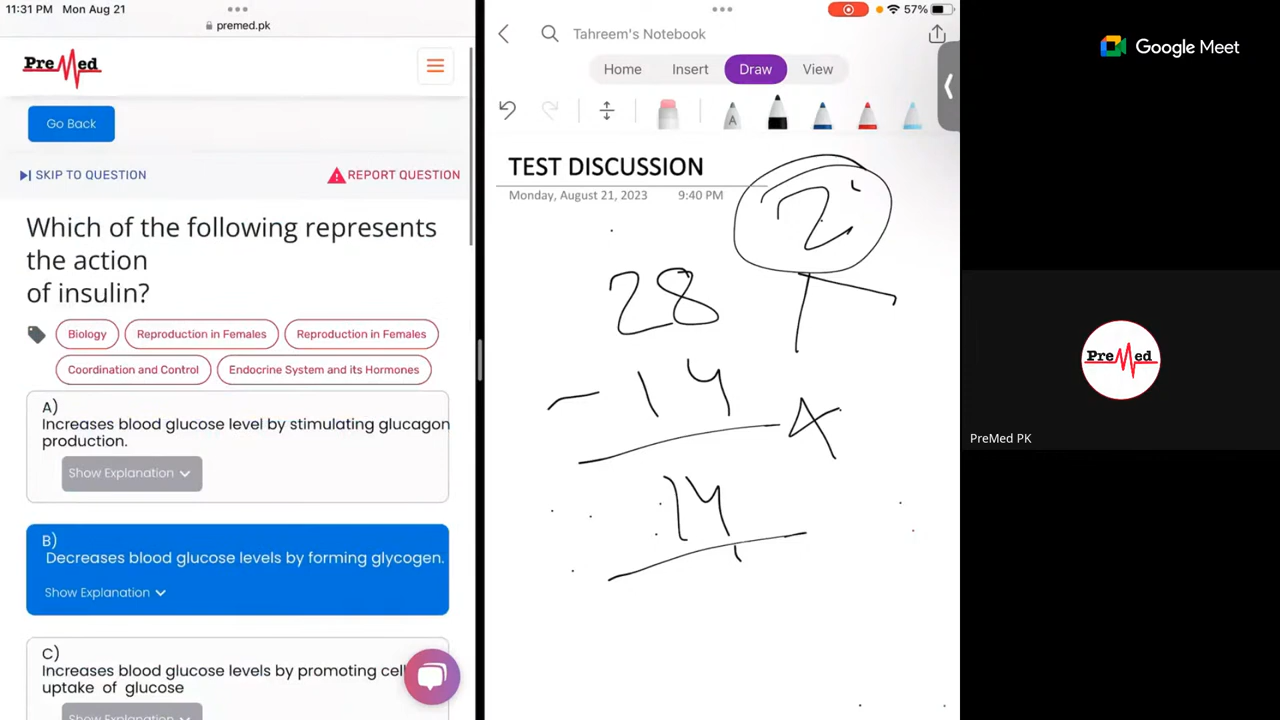 11:31 PM Mon Aug 21
premed.pk
PreMed
Go Back
SKIP TO QUESTION
REPORT QUESTION
Which of the following represents
the action
of insulin?
Biology
Reproduction in Females
Reproduction in Females
Coordination and Control
Endocrine System and its Hormones
A)
Increases blood glucose level by stimulating glucagon
production.
Show Explanation
B)
Decreases blood glucose levels by forming glycogen.
Show Explanation
C)
Increases blood glucose levels by promoting cell
uptake of glucose
Show Explanation
57%
Tahreem's Notebook
Home
Insert
Draw
View
A
TEST DISCUSSION
Monday, August 21, 2023
9:40 PM
2
28
- 14
14
Google Meet
PreMed
PreMed PK